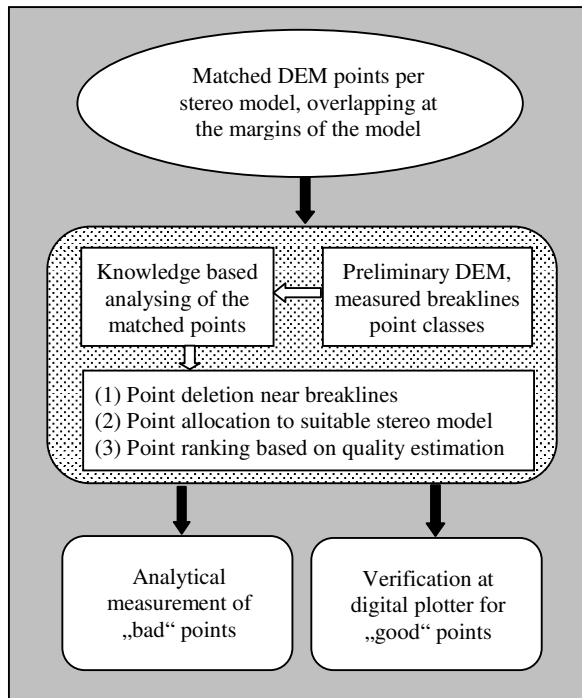 Matched DEM points per
stereo model, overlapping at
the margins of the model
Knowledge based
analysing of the
matched points
Preliminary DEM,
measured breaklines
point classes
(1) Point deletion near breaklines
(2) Point allocation to suitable stereo model
(3) Point ranking based on quality estimation
Analytical
measurement of
„bad“ points
Verification at
digital plotter for
„good“ points